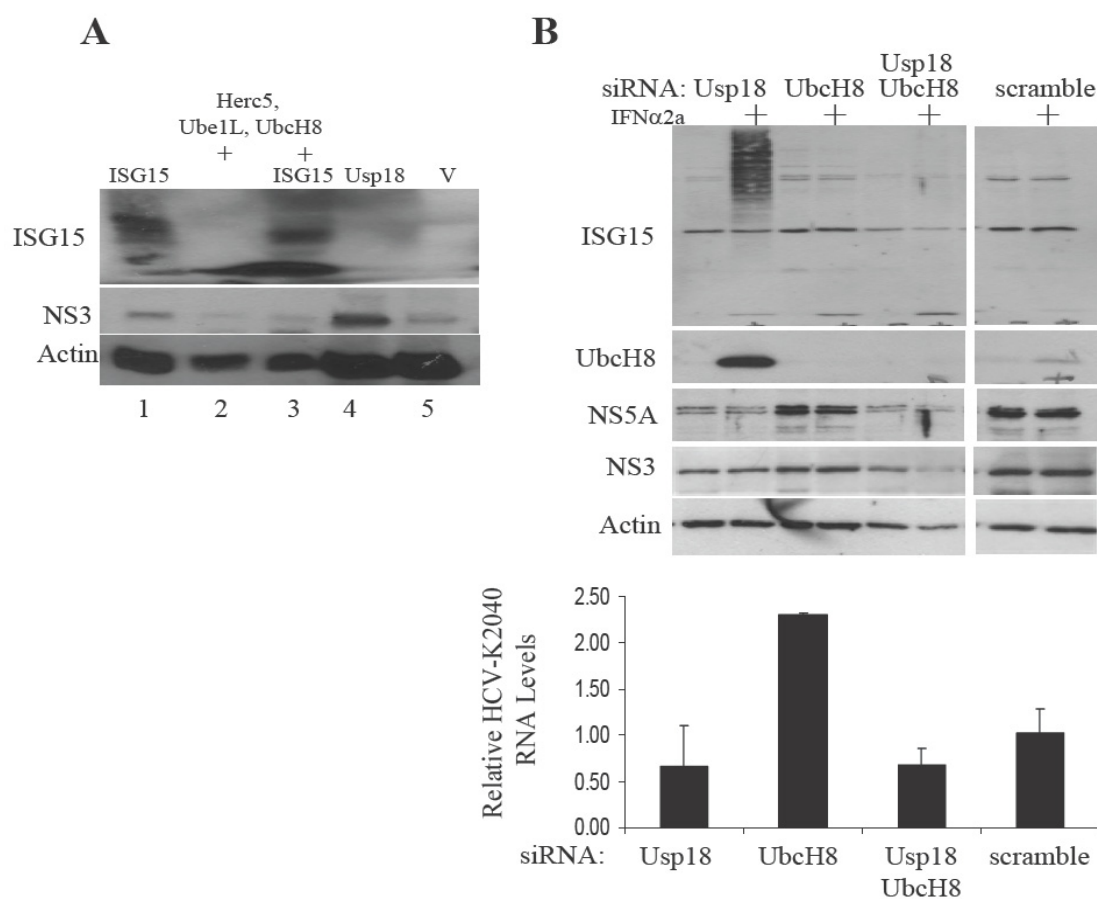 A
Herc5,
Ube1L, UbcH8
+ +
ISG15 ISG15 Usp18 V
ISG15
NS3
Actin
1 2 3 4 5
B
Usp18
siRNA: Usp18 UbcH8 UbcH8 scramble
IFNα2a + + + +
ISG15
UbcH8
NS5A
NS3
Actin
Relative HCV-K2040
RNA Levels
2.50
2.00
1.50
1.00
0.50
0.00
siRNA: Usp18 UbcH8 Usp18 scramble
UbcH8